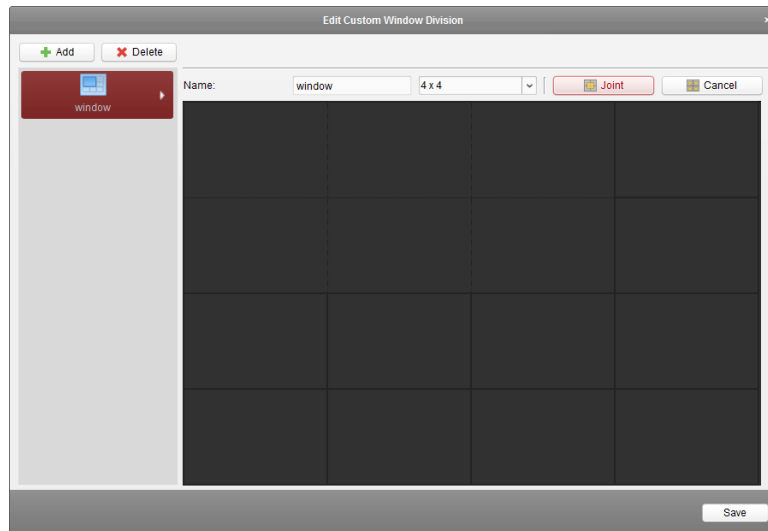 Edit Custom Window Division
Add Delete
Name: window 4 x 4 Joint Cancel
window
Save